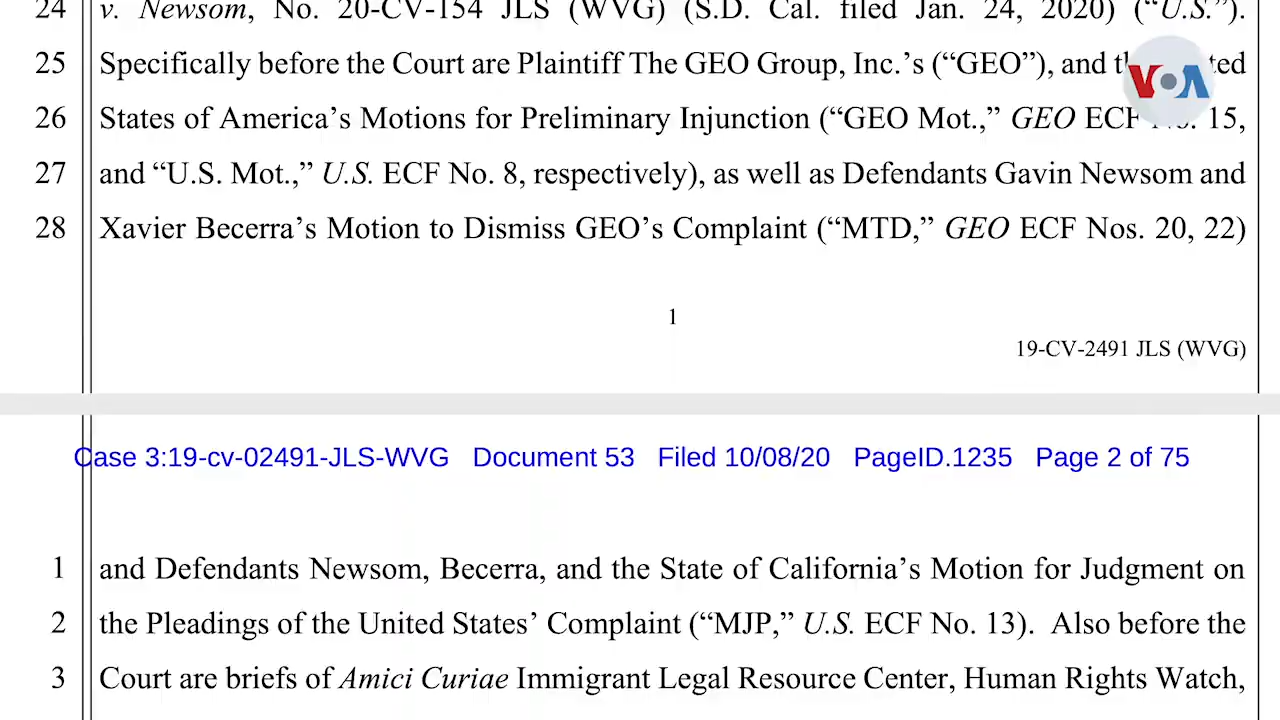 24 v. Newsom, No. 20-CV-154 JLS (WVG) (S.D. Cal. filed Jan. 24, 2020) (“U.S.”).
25 Specifically before the Court are Plaintiff The GEO Group, Inc.’s (“GEO”), and
VOA
26 States of America’s Motions for Preliminary Injunction (“GEO Mot.,” GEO ECF No. 15,
27 and “U.S. Mot.,” U.S. ECF No. 8, respectively), as well as Defendants Gavin Newsom and
28 Xavier Becerra’s Motion to Dismiss GEO’s Complaint (“MTD,” GEO ECF Nos. 20, 22)
1
19-CV-2491 JLS (WVG)
Case 3:19-cv-02491-JLS-WVG Document 53 Filed 10/08/20 PageID.1235 Page 2 of 75
1 and Defendants Newsom, Becerra, and the State of California’s Motion for Judgment on
2 the Pleadings of the United States’ Complaint (“MJP,” U.S. ECF No. 13). Also before the
3 Court are briefs of Amici Curiae Immigrant Legal Resource Center, Human Rights Watch,